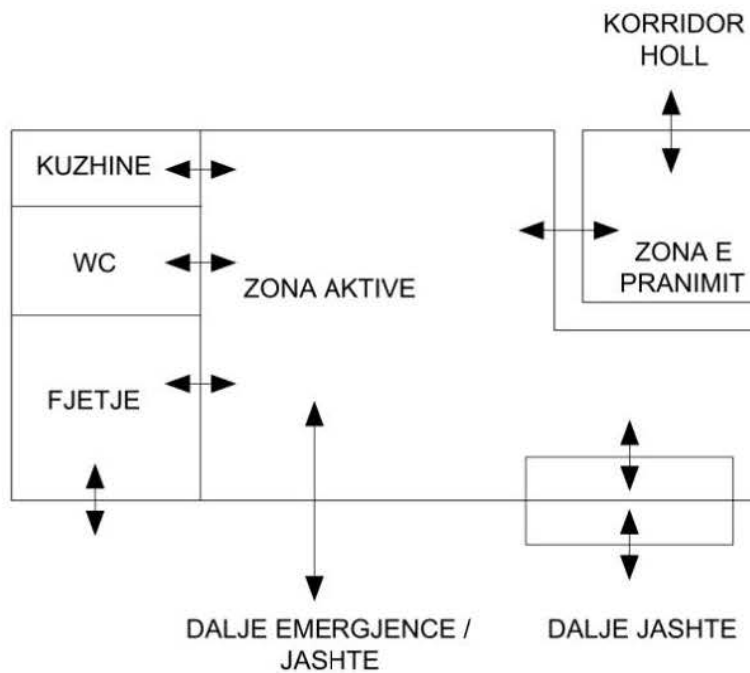 KORRIDOR
HOLL
KUZHINE
WC
ZONA AKTIVE
ZONA E
PRANIMIT
FJETJE
DALJE EMERGJENCE /
JASHTE
DALJE JASHTE